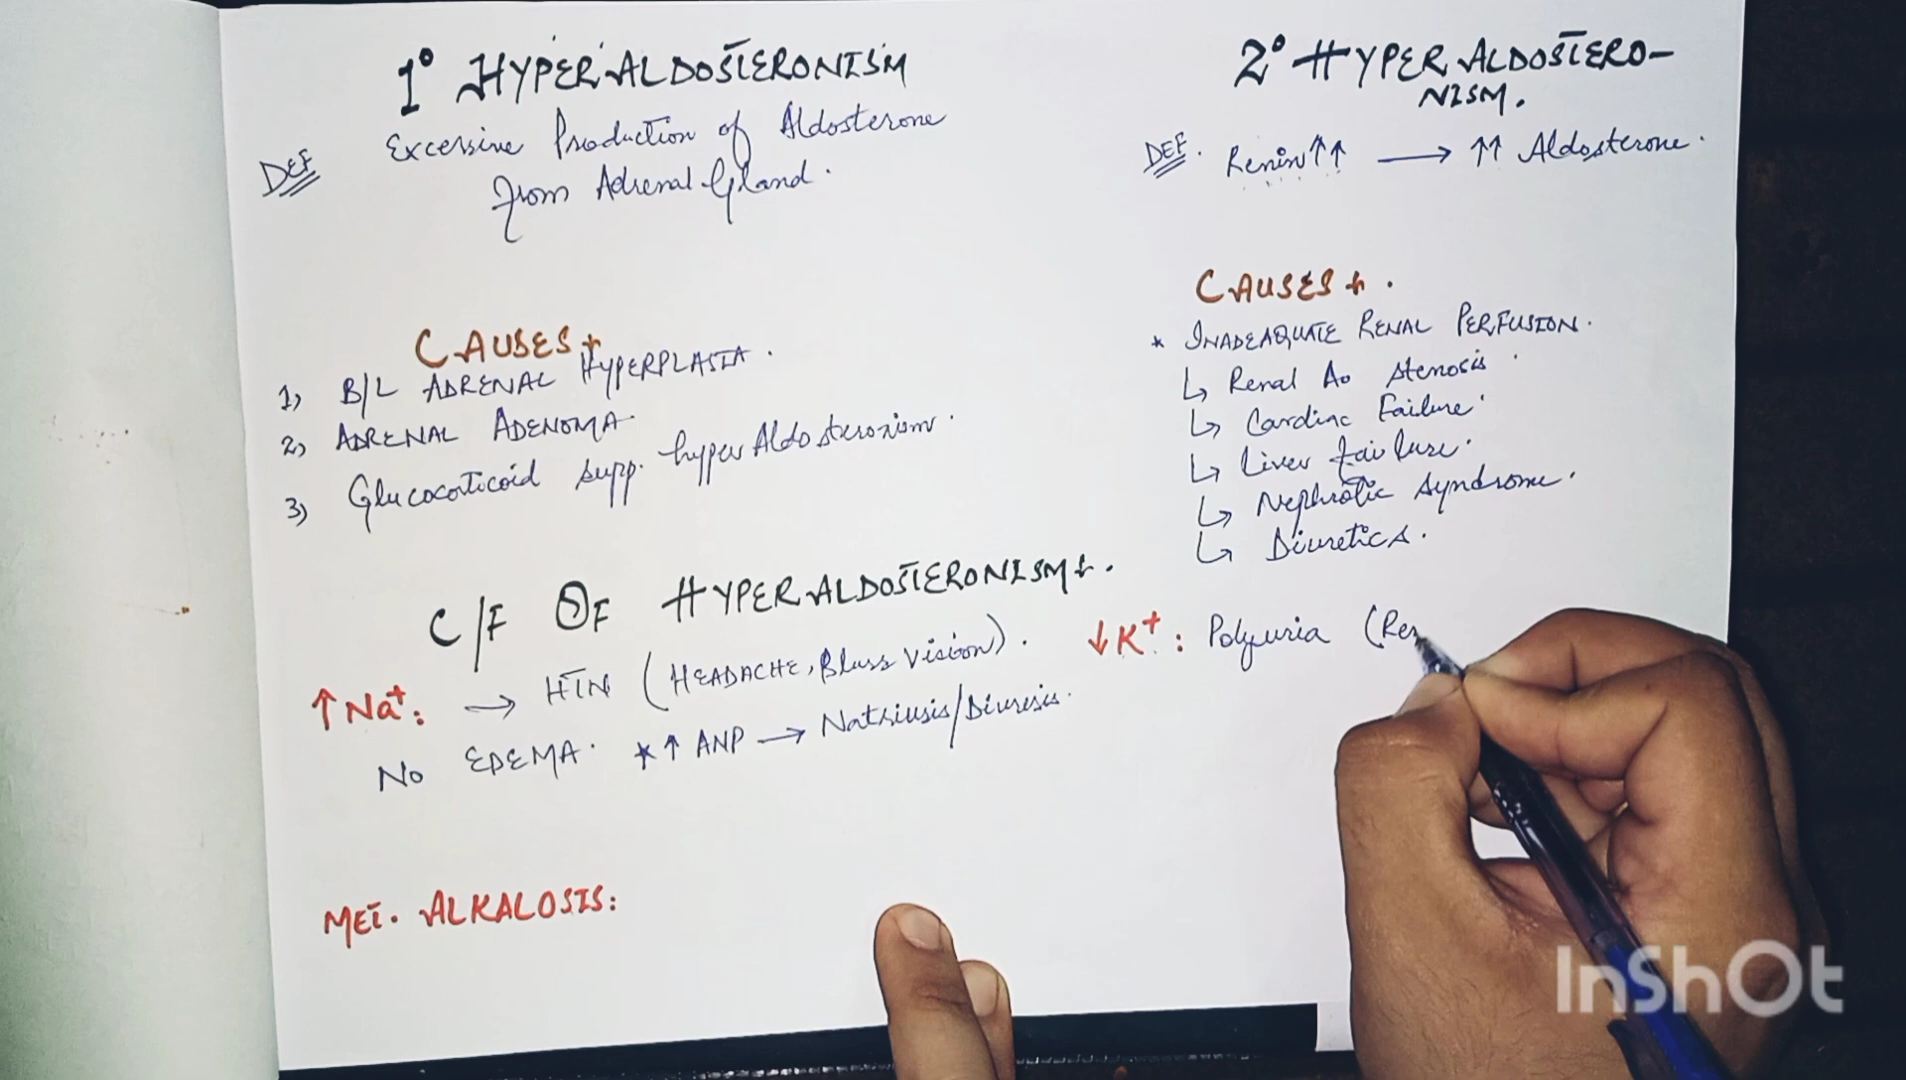 1° HYPERALDOSTERONISM
DEF Excessive Production of Aldosterone
from Adrenal Gland.
CAUSES
1) B/L ADRENAL HYPERPLASIA.
2) ADRENAL ADENOMA
3) Glucocorticoid supp. hyperAldosteronism.
2° HYPERALDOSTERO-
NISM.
DEF. Renin↑↑ → ↑↑ Aldosterone.
CAUSES
* INADEAQUATE RENAL PERFUSION.
↳ Renal Ao stenosis
↳ Cardiac Failure.
↳ Liver failure.
↳ Nephrotic syndrome.
↳ Diuretics.
C/F OF HYPERALDOSTERONISM
↑Na+: → HTN (HEADACHE, Blurr Vision).
NO EDEMA. * ↑ ANP → Natriusis/Diuresis.
↓K+: Polyuria (Res
MET. ALKALOSIS:
InShOt